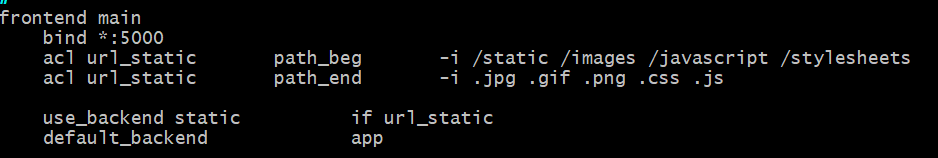 frontend main
bind *:5000
acl url_static path_beg -i /static /images /javascript /stylesheets
acl url_static path_end -i .jpg .gif .png .css .js
use_backend static if url_static
default_backend app